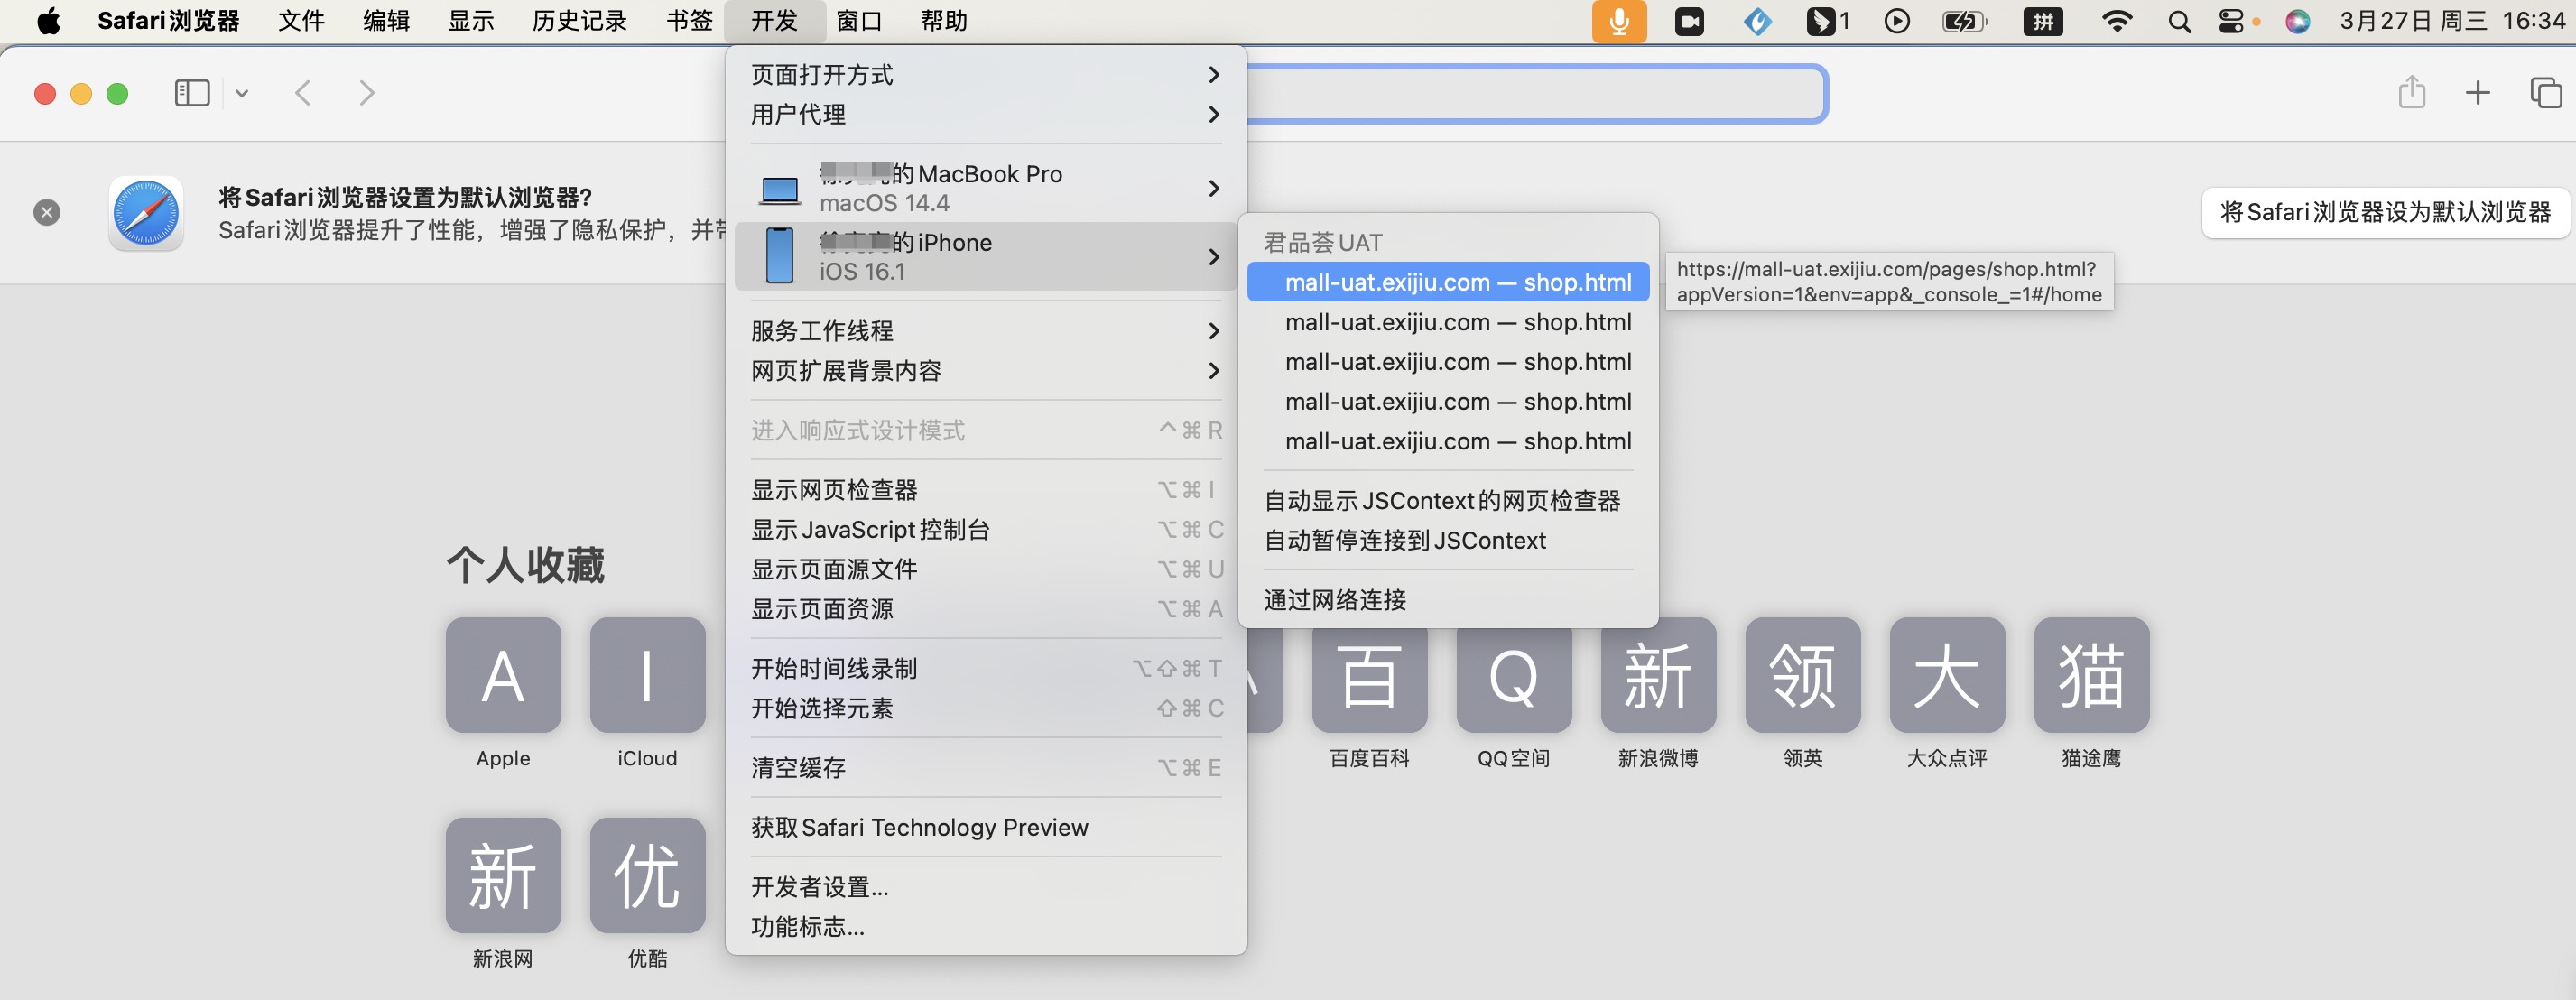 Safari浏览器 文件 编辑 显示 历史记录 书签 开发 窗口 帮助 1 拼 3月27日 周三 16:34
页面打开方式
用户代理
的MacBook Pro
macOS 14.4
的iPhone
iOS 16.1
服务工作线程
网页扩展背景内容
进入响应式设计模式 ^⌘R
显示网页检查器 ⌥⌘I
显示JavaScript控制台 ⌥⌘C
显示页面源文件 ⌥⌘U
显示页面资源 ⌥⌘A
开始时间线录制 ⌥⇧⌘T
开始选择元素 ⇧⌘C
清空缓存 ⌥⌘E
获取Safari Technology Preview
开发者设置...
功能标志...
君品荟UAT
mall-uat.exijiu.com — shop.html
mall-uat.exijiu.com — shop.html
mall-uat.exijiu.com — shop.html
mall-uat.exijiu.com — shop.html
mall-uat.exijiu.com — shop.html
自动显示JSContext的网页检查器
自动暂停连接到JSContext
通过网络连接
https://mall-uat.exijiu.com/pages/shop.html?
appVersion=1&env=app&_console_=1#/home
将Safari浏览器设置为默认浏览器?
Safari浏览器提升了性能，增强了隐私保护，并
将Safari浏览器设为默认浏览器
个人收藏
A I 百 Q 新 领 大 猫
Apple iCloud 百度百科 QQ空间 新浪微博 领英 大众点评 猫途鹰
新 优
新浪网 优酷